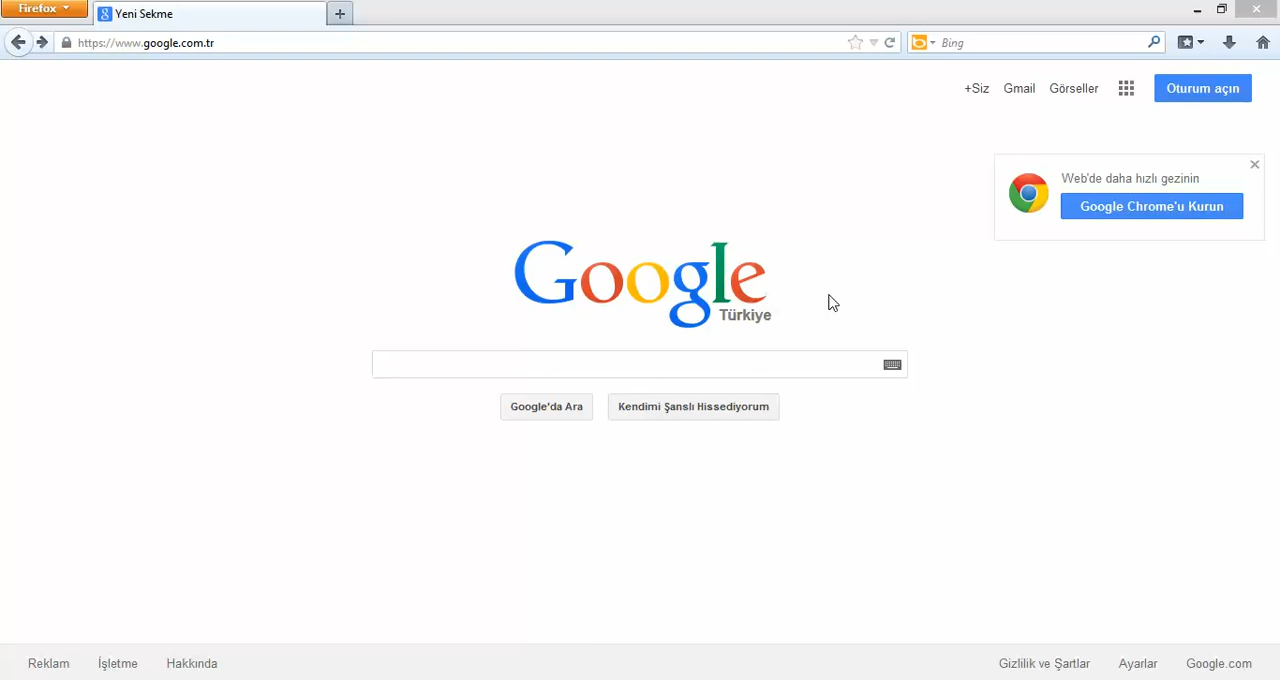 Firefox
Yeni Sekme
https://www.google.com.tr
Bing
+Siz Gmail Görseller Oturum açın
Web'de daha hızlı gezinin
Google Chrome'u Kurun
Google
Türkiye
Google'da Ara Kendimi Şanslı Hissediyorum
Reklam İşletme Hakkında Gizlilik ve Şartlar Ayarlar Google.com